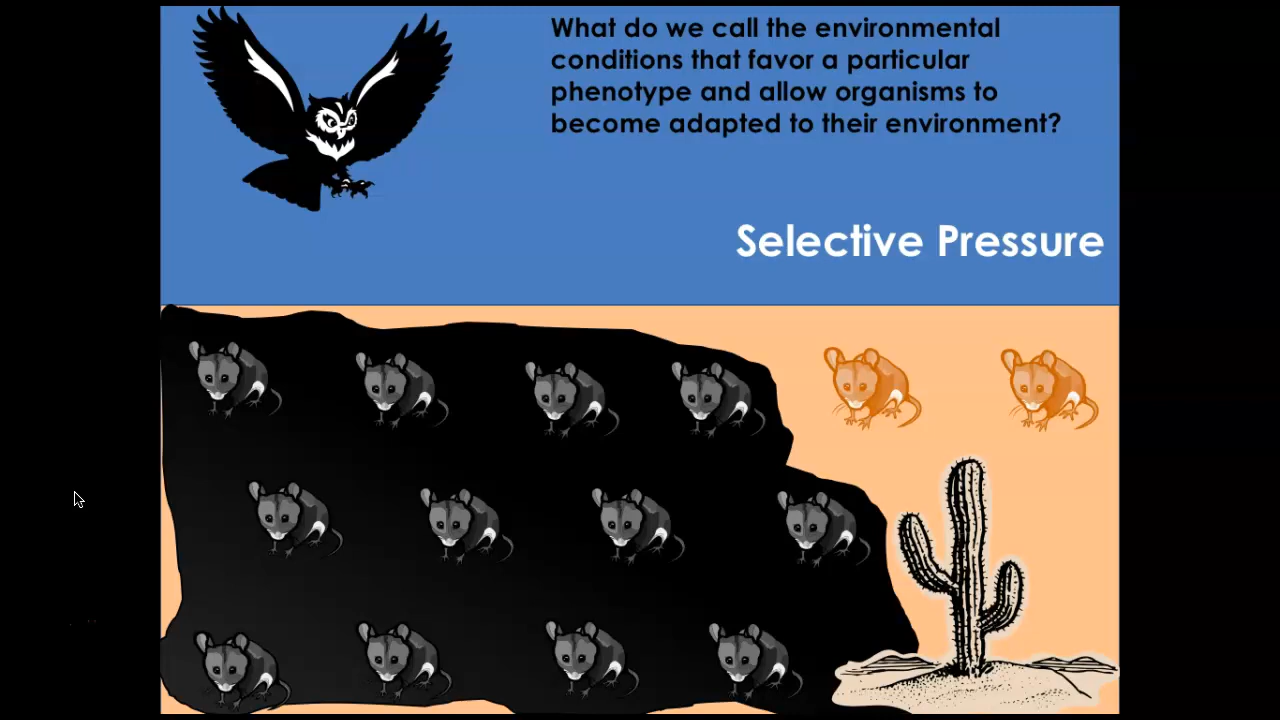 What do we call the environmental
conditions that favor a particular
phenotype and allow organisms to
become adapted to their environment?
Selective Pressure